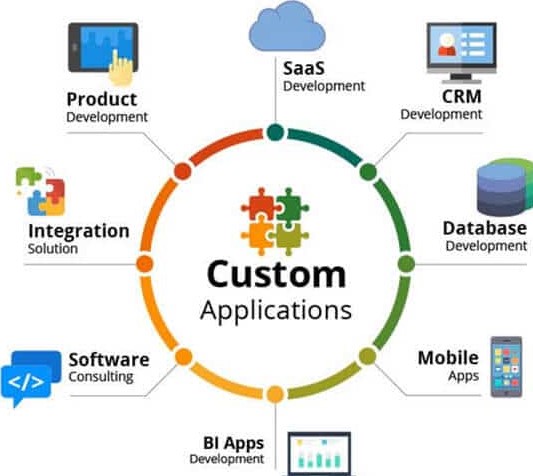 SaaS
Development
CRM
Development
Database
Development
Mobile
Apps
BI Apps
Development
</>
Software
Consulting
Integration
Solution
Product
Development
Custom
Applications